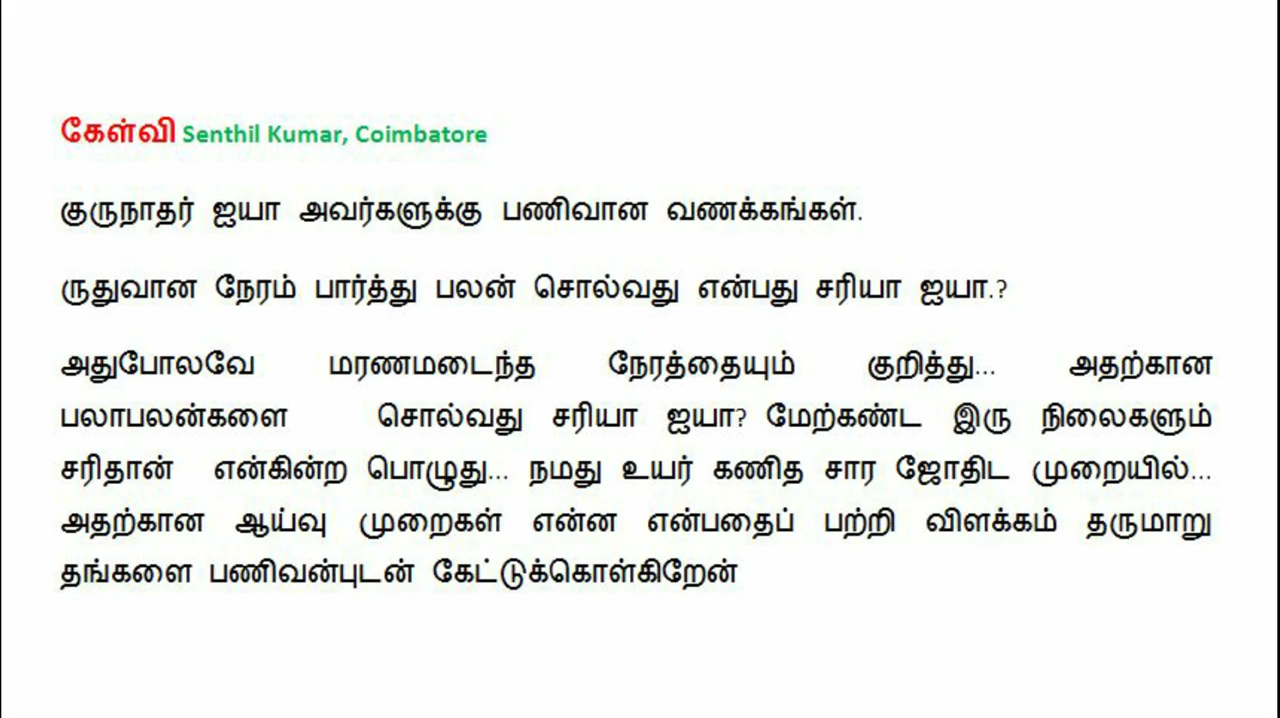 கேள்வி Senthil Kumar, Coimbatore
குருநாதர் ஐயா அவர்களுக்கு பணிவான வணக்கங்கள்.
ருதுவான நேரம் பார்த்து பலன் சொல்வது என்பது சரியா ஐயா.?
அதுபோலவே மரணமடைந்த நேரத்தையும் குறித்து... அதற்கான
பலாபலன்களை சொல்வது சரியா ஐயா? மேற்கண்ட இரு நிலைகளும்
சரிதான் என்கின்ற பொழுது... நமது உயர் கணித சார ஜோதிட முறையில்...
அதற்கான ஆய்வு முறைகள் என்ன என்பதைப் பற்றி விளக்கம் தருமாறு
தங்களை பணிவன்புடன் கேட்டுக்கொள்கிறேன்